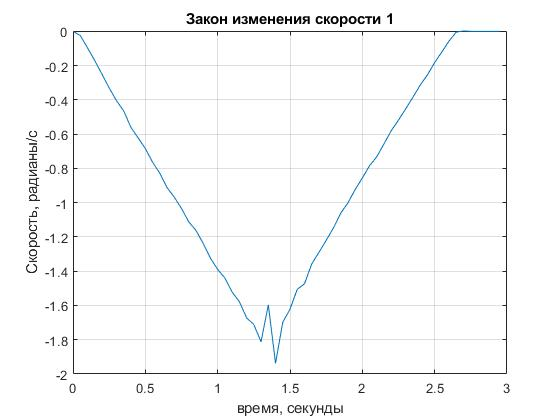 Закон изменения скорости 1
0
-0.2
-0.4
-0.6
-0.8
-1
-1.2
-1.4
-1.6
-1.8
-2
Скорость, радианы/с
0 0.5 1 1.5 2 2.5 3
время, секунды